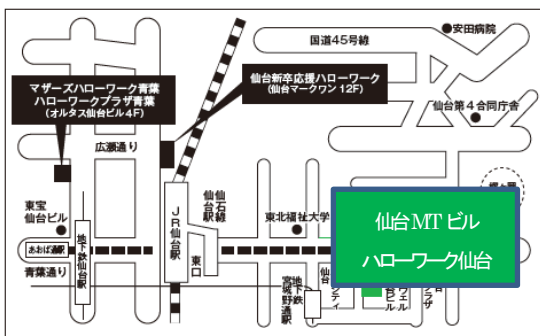 安田病院
国道45号線
マザーズハローワーク青葉
ハローワークプラザ青葉
(オルタス仙台ビル4F)
仙台新卒応援ハローワーク
(仙台マークワン 12F)
仙台第4合同庁舎
広瀬通り
東宝
仙台ビル
あおば通駅
青葉通り
地下鉄仙台駅
JR仙台駅
仙石線
仙台駅
東口
東北福祉大学
仙台MTビル
ハローワーク仙台
地下鉄
宮城野通駅